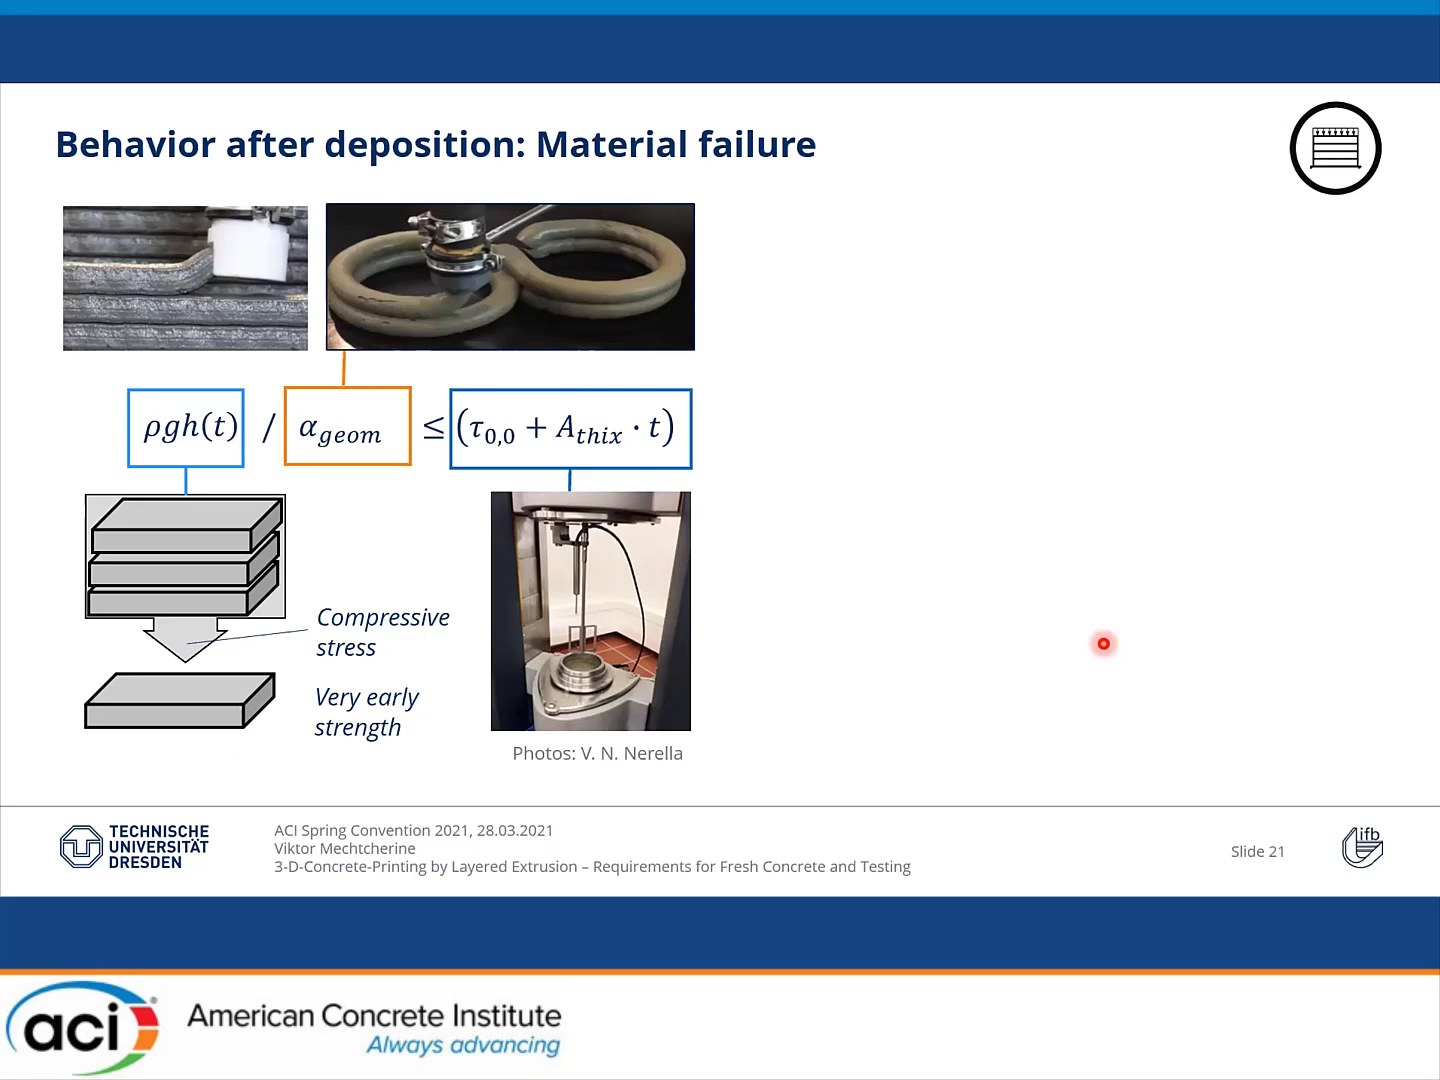 Behavior after deposition: Material failure
ρgh(t) / α_geom ≤ (τ_0,0 + A_thix · t)
Compressive
stress
Very early
strength
Photos: V. N. Nerella
TECHNISCHE
UNIVERSITÄT
DRESDEN
ACI Spring Convention 2021, 28.03.2021
Viktor Mechtcherine
3-D-Concrete-Printing by Layered Extrusion – Requirements for Fresh Concrete and Testing
Slide 21
ifb
aci
American Concrete Institute
Always advancing